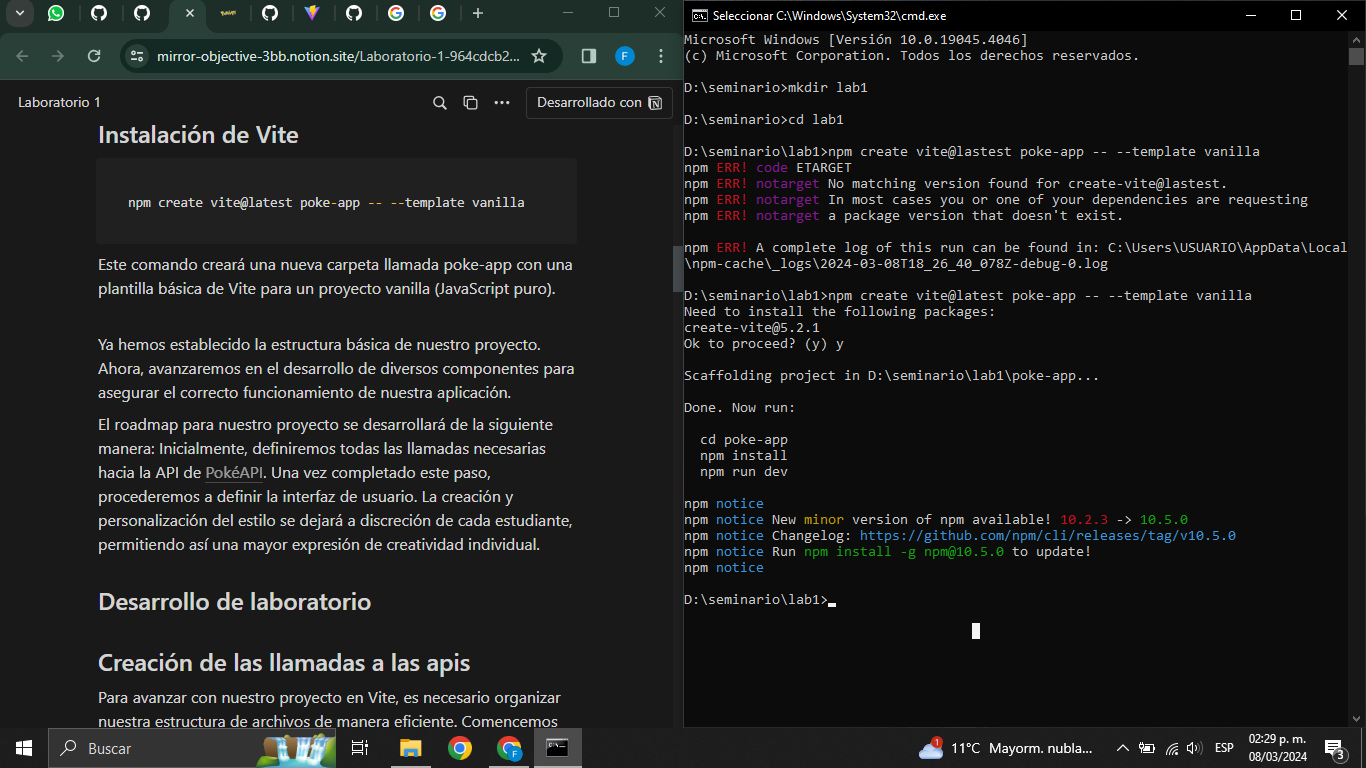 mirror-objective-3bb.notion.site/Laboratorio-1-964cdcb2...
F
Laboratorio 1
Desarrollado con
Instalación de Vite
npm create vite@latest poke-app -- --template vanilla
Este comando creará una nueva carpeta llamada poke-app con una
plantilla básica de Vite para un proyecto vanilla (JavaScript puro).
Ya hemos establecido la estructura básica de nuestro proyecto.
Ahora, avanzaremos en el desarrollo de diversos componentes para
asegurar el correcto funcionamiento de nuestra aplicación.
El roadmap para nuestro proyecto se desarrollará de la siguiente
manera: Inicialmente, definiremos todas las llamadas necesarias
hacia la API de PokéAPI. Una vez completado este paso,
procederemos a definir la interfaz de usuario. La creación y
personalización del estilo se dejará a discreción de cada estudiante,
permitiendo así una mayor expresión de creatividad individual.
Desarrollo de laboratorio
Creación de las llamadas a las apis
Para avanzar con nuestro proyecto en Vite, es necesario organizar
nuestra estructura de archivos de manera eficiente. Comencemos
Seleccionar C:\Windows\System32\cmd.exe
Microsoft Windows [Versión 10.0.19045.4046]
(c) Microsoft Corporation. Todos los derechos reservados.
D:\seminario>mkdir lab1
D:\seminario>cd lab1
D:\seminario\lab1>npm create vite@lastest poke-app -- --template vanilla
npm ERR! code ETARGET
npm ERR! notarget No matching version found for create-vite@lastest.
npm ERR! notarget In most cases you or one of your dependencies are requesting
npm ERR! notarget a package version that doesn't exist.
npm ERR! A complete log of this run can be found in: C:\Users\USUARIO\AppData\Local
\npm-cache\_logs\2024-03-08T18_26_40_078Z-debug-0.log
D:\seminario\lab1>npm create vite@latest poke-app -- --template vanilla
Need to install the following packages:
create-vite@5.2.1
Ok to proceed? (y) y
Scaffolding project in D:\seminario\lab1\poke-app...
Done. Now run:
cd poke-app
npm install
npm run dev
npm notice
npm notice New minor version of npm available! 10.2.3 -> 10.5.0
npm notice Changelog: https://github.com/npm/cli/releases/tag/v10.5.0
npm notice Run npm install -g npm@10.5.0 to update!
npm notice
D:\seminario\lab1>
Buscar
F
1
11°C Mayorm. nubla...
ESP
02:29 p. m.
08/03/2024
3